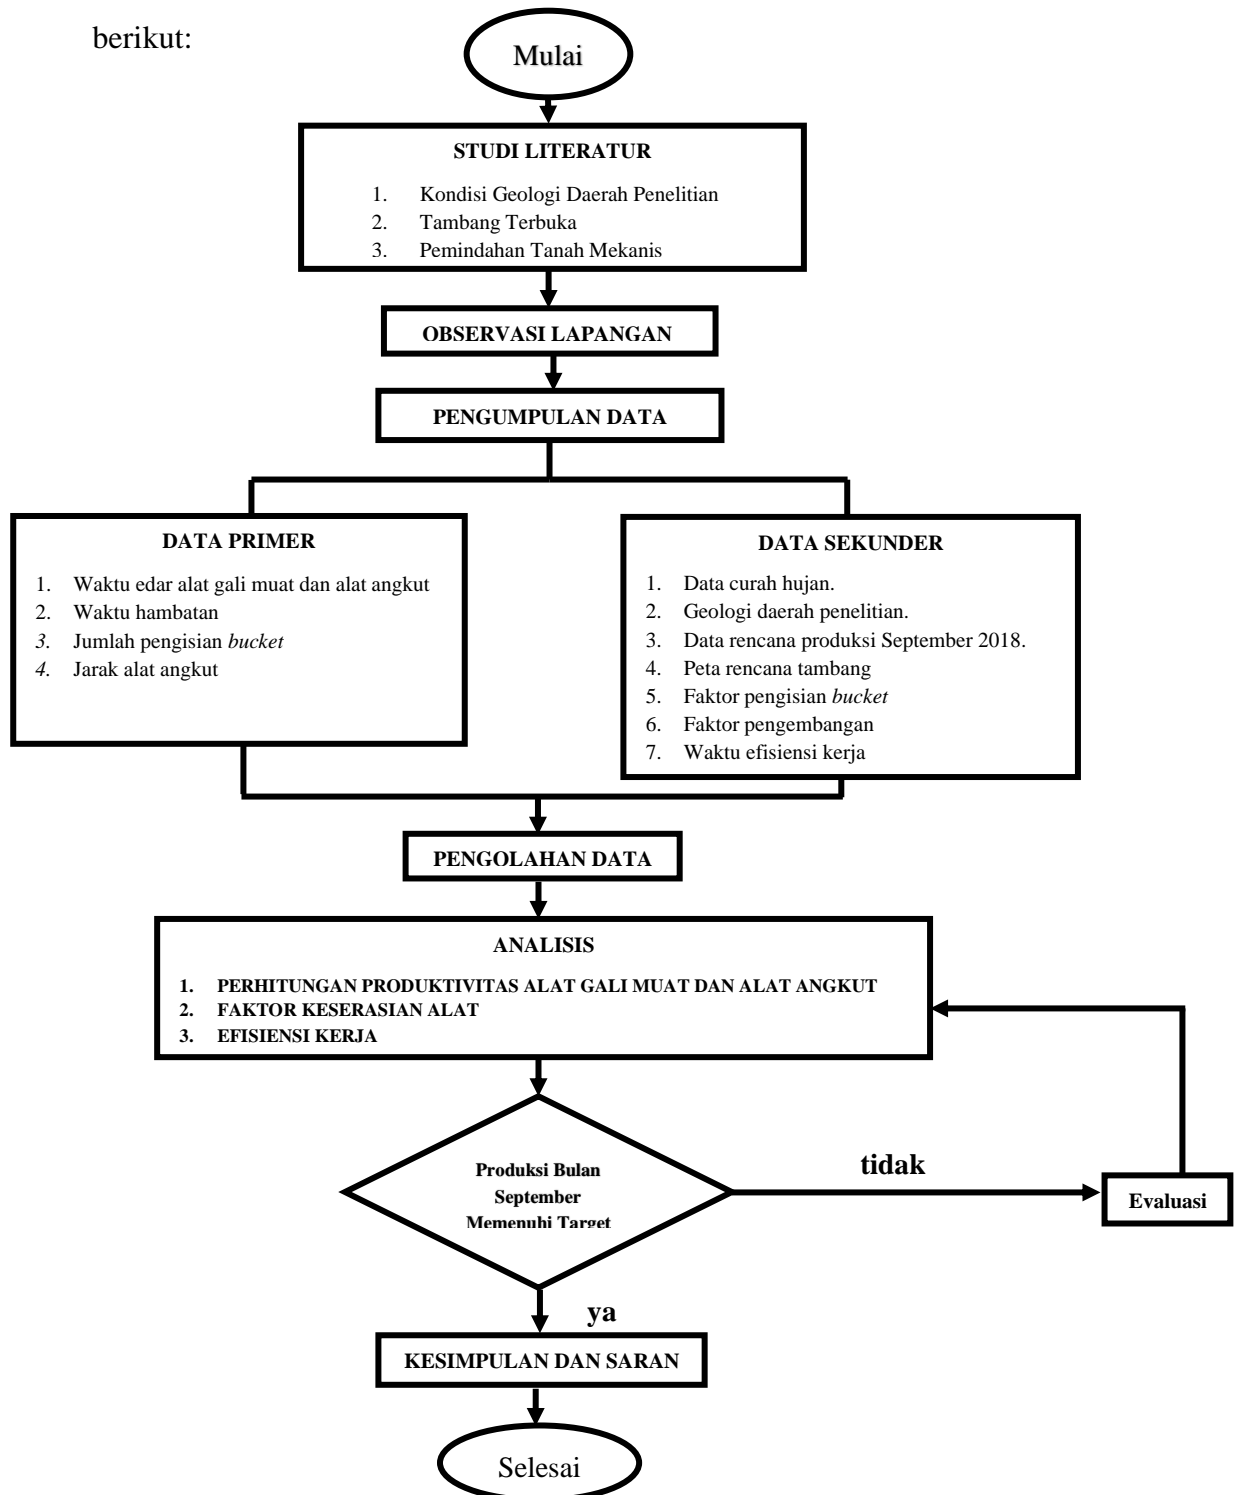 berikut:
Mulai
STUDI LITERATUR
1. Kondisi Geologi Daerah Penelitian
2. Tambang Terbuka
3. Pemindahan Tanah Mekanis
OBSERVASI LAPANGAN
PENGUMPULAN DATA
DATA PRIMER
1. Waktu edar alat gali muat dan alat angkut
2. Waktu hambatan
3. Jumlah pengisian bucket
4. Jarak alat angkut
DATA SEKUNDER
1. Data curah hujan.
2. Geologi daerah penelitian.
3. Data rencana produksi September 2018.
4. Peta rencana tambang
5. Faktor pengisian bucket
6. Faktor pengembangan
7. Waktu efisiensi kerja
PENGOLAHAN DATA
ANALISIS
1. PERHITUNGAN PRODUKTIVITAS ALAT GALI MUAT DAN ALAT ANGKUT
2. FAKTOR KESERASIAN ALAT
3. EFISIENSI KERJA
Produksi Bulan
September
Memenuhi Target
tidak
Evaluasi
ya
KESIMPULAN DAN SARAN
Selesai